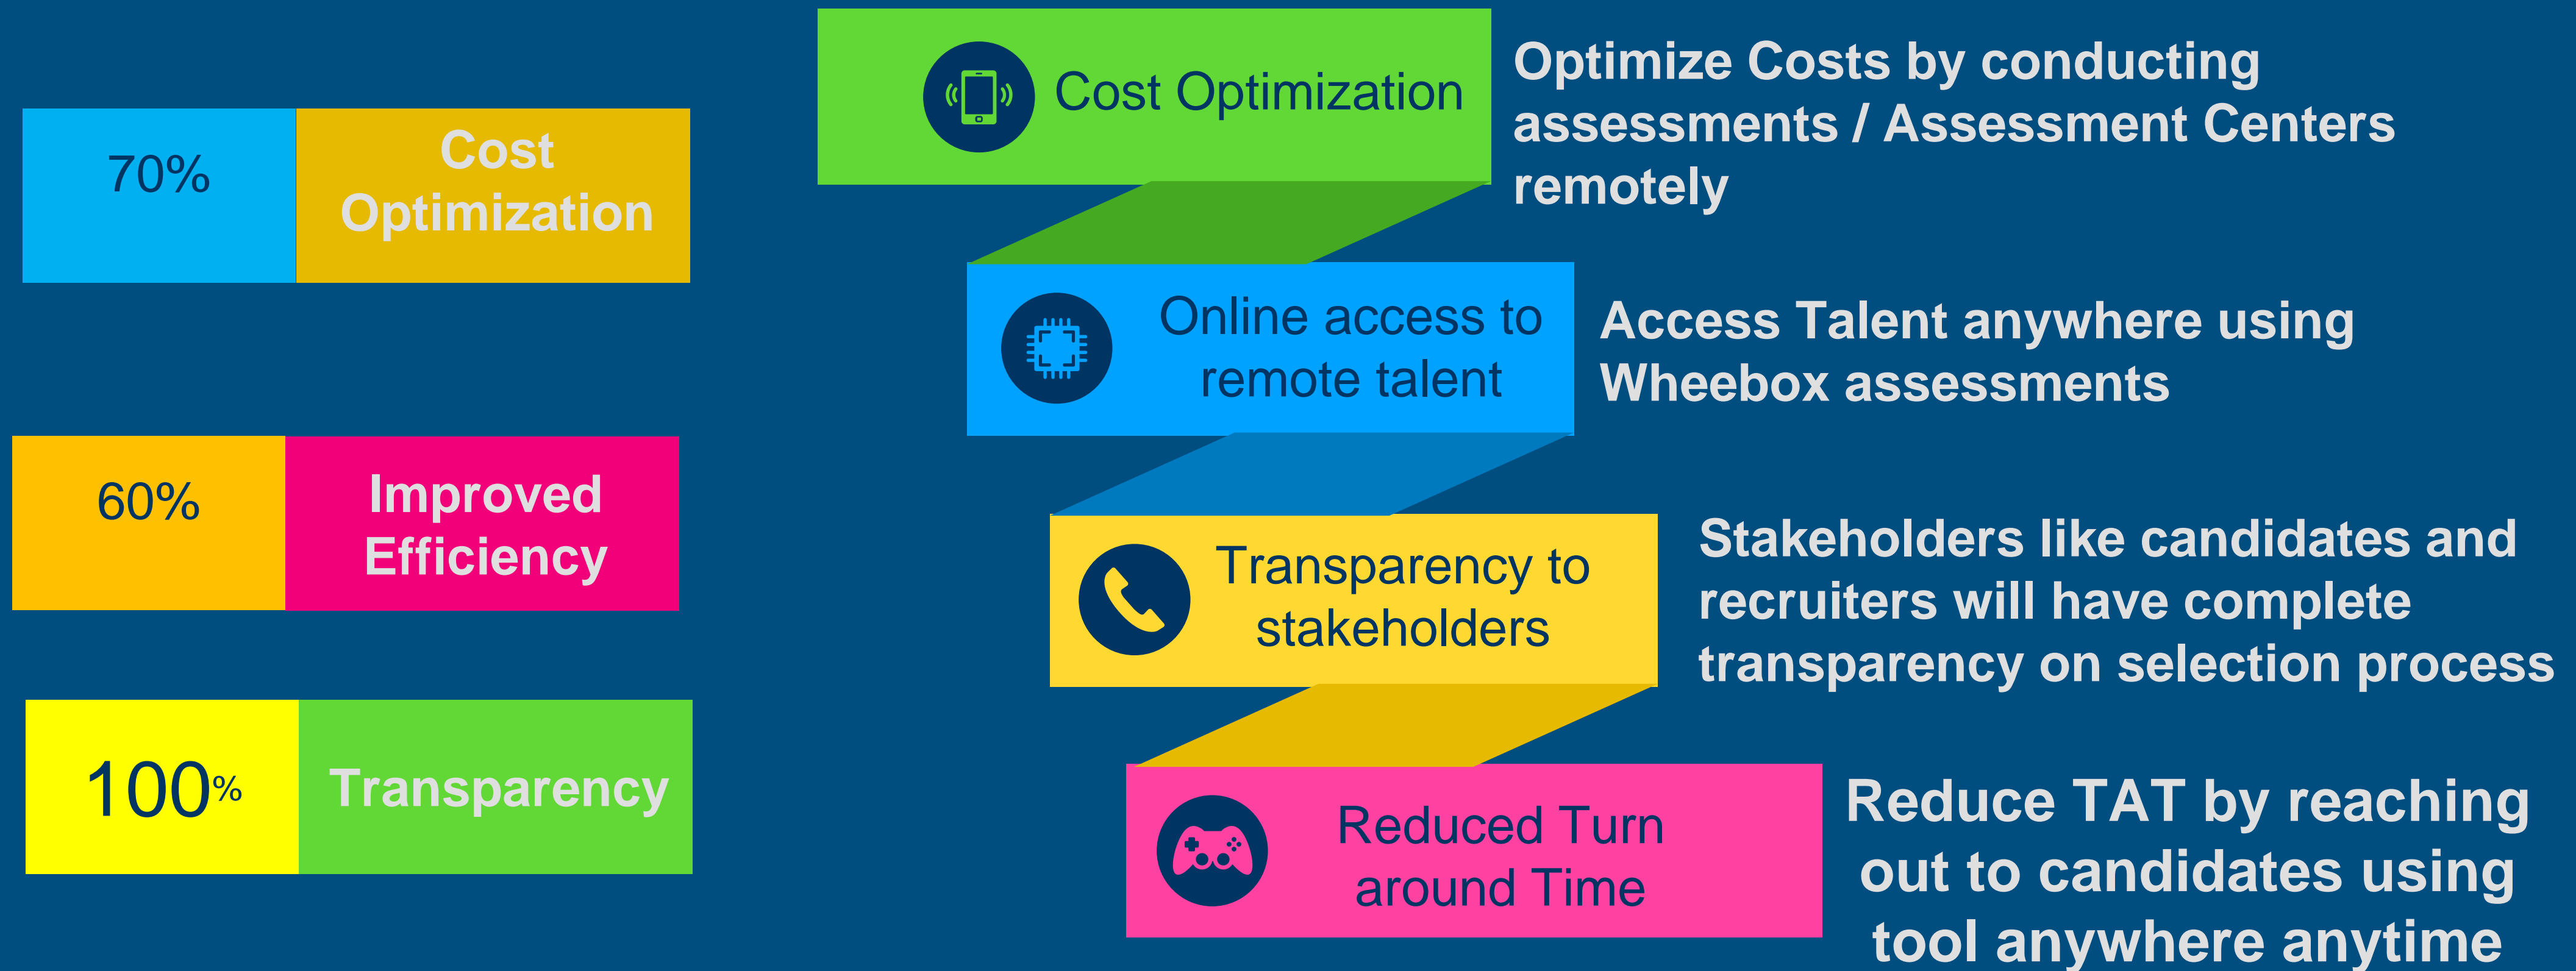 70%
Cost
Optimization
60%
Improved
Efficiency
100%
Transparency
Cost Optimization
Optimize Costs by conducting
assessments / Assessment Centers
remotely
Online access to
remote talent
Access Talent anywhere using
Wheebox assessments
Transparency to
stakeholders
Stakeholders like candidates and
recruiters will have complete
transparency on selection process
Reduced Turn
around Time
Reduce TAT by reaching
out to candidates using
tool anywhere anytime